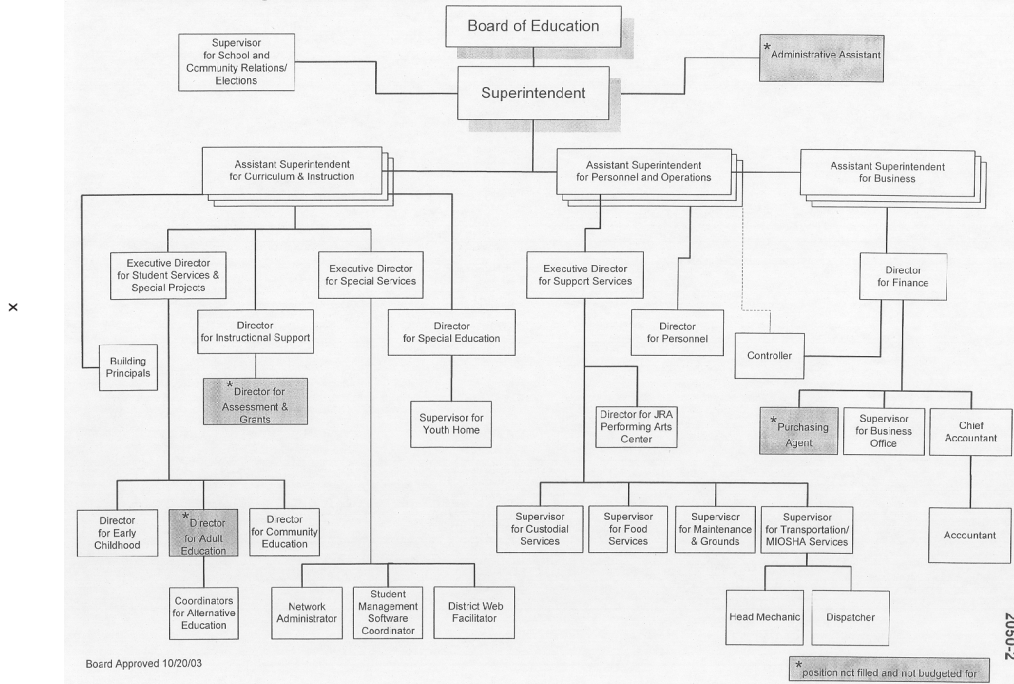 Board of Education
Supervisor
for School and
Community Relations/
Elections
* Administrative Assistant
Superintendent
Assistant Superintendent
for Curriculum & Instruction
Assistant Superintendent
for Personnel and Operations
Assistant Superintendent
for Business
Executive Director
for Student Services &
Special Projects
Executive Director
for Special Services
Executive Director
for Support Services
Director
for Finance
Director
for Instructional Support
Director
for Special Education
Director
for Personnel
Controller
Building
Principals
* Director for
Assessment &
Grants
Supervisor for
Youth Home
Director for JRA
Performing Arts
Center
* Purchasing
Agent
Supervisor
for Business
Office
Chief
Accountant
Director
for Early
Childhood
* Director
for Adult
Education
Director
for Community
Education
Supervisor
for Custodial
Services
Supervisor
for Food
Services
Supervisor
for Maintenance
& Grounds
Supervisor
for Transportation/
MIOSHA Services
Accountant
Coordinators
for Alternative
Education
Network
Administrator
Student
Management
Software
Coordinator
District Web
Facilitator
Head Mechanic
Dispatcher
Board Approved 10/20/03
* position not filled and not budgeted for
2050-2
x